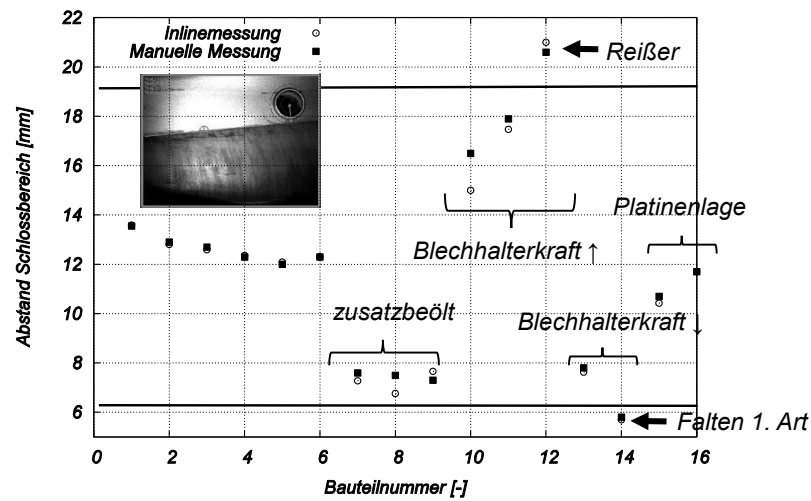 22
20
18
16
14
12
10
8
6
Abstand Schlossbereich [mm]
Inlinemessung
Manuelle Messung
Reißer
Platinenlage
Blechhalterkraft ↑
zusatzbeölt
Blechhalterkraft ↓
Falten 1. Art
0 2 4 6 8 10 12 14 16
Bauteilnummer [-]